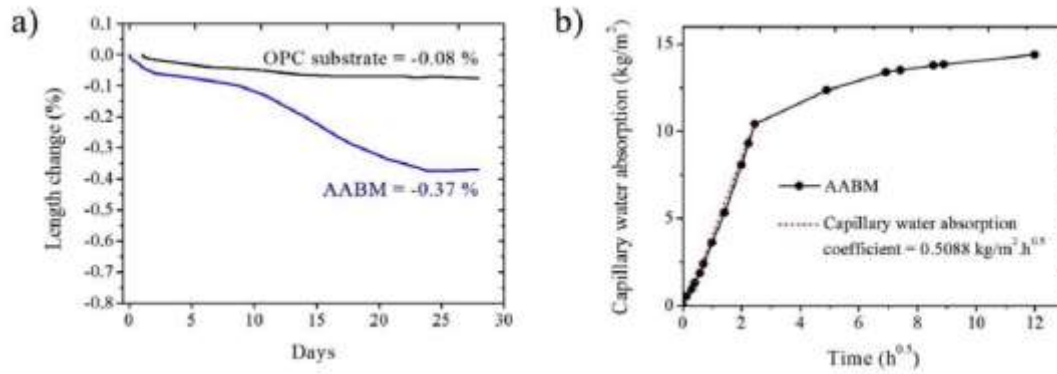 a)
0.1
0.0
-0.1
-0.2
-0.3
-0.4
-0.5
-0.6
-0.7
-0.8
Length change (%)
OPC substrate = -0.08 %
AABM = -0.37 %
0 5 10 15 20 25 30
Days
b)
15
10
5
0
Capillary water absorption (kg/m²)
AABM
Capillary water absorption
coefficient = 0.5088 kg/m².h⁰·⁵
0 2 4 6 8 10 12
Time (h⁰·⁵)